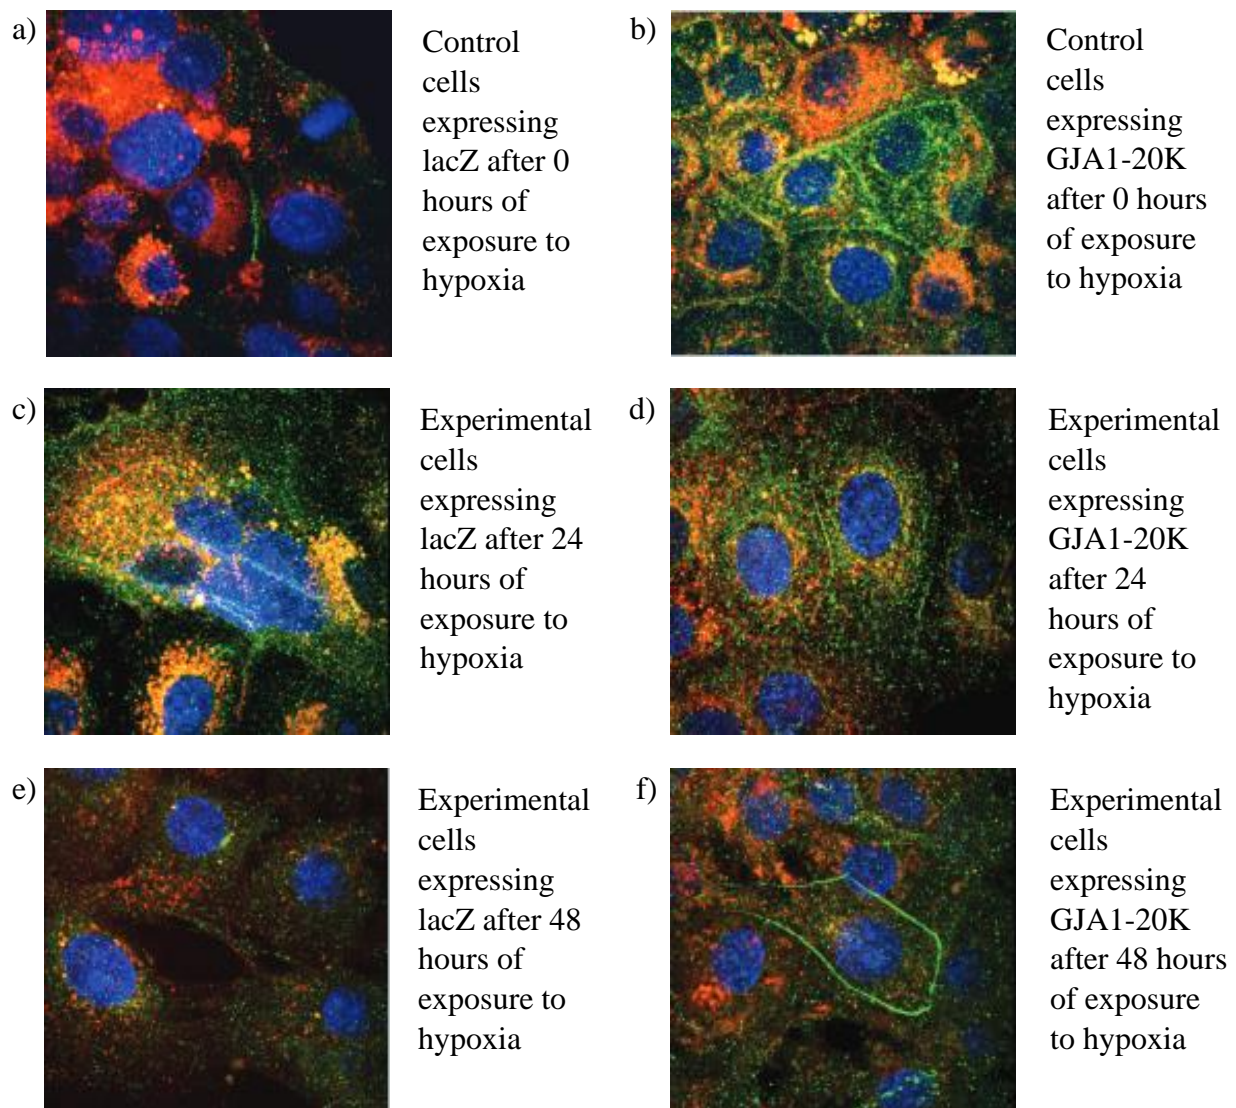 a)
Control
cells
expressing
lacZ after 0
hours of
exposure to
hypoxia
b)
Control
cells
expressing
GJA1-20K
after 0 hours
of exposure
to hypoxia
c)
Experimental
cells
expressing
lacZ after 24
hours of
exposure to
hypoxia
d)
Experimental
cells
expressing
GJA1-20K
after 24
hours of
exposure to
hypoxia
e)
Experimental
cells
expressing
lacZ after 48
hours of
exposure to
hypoxia
f)
Experimental
cells
expressing
GJA1-20K
after 48 hours
of exposure
to hypoxia